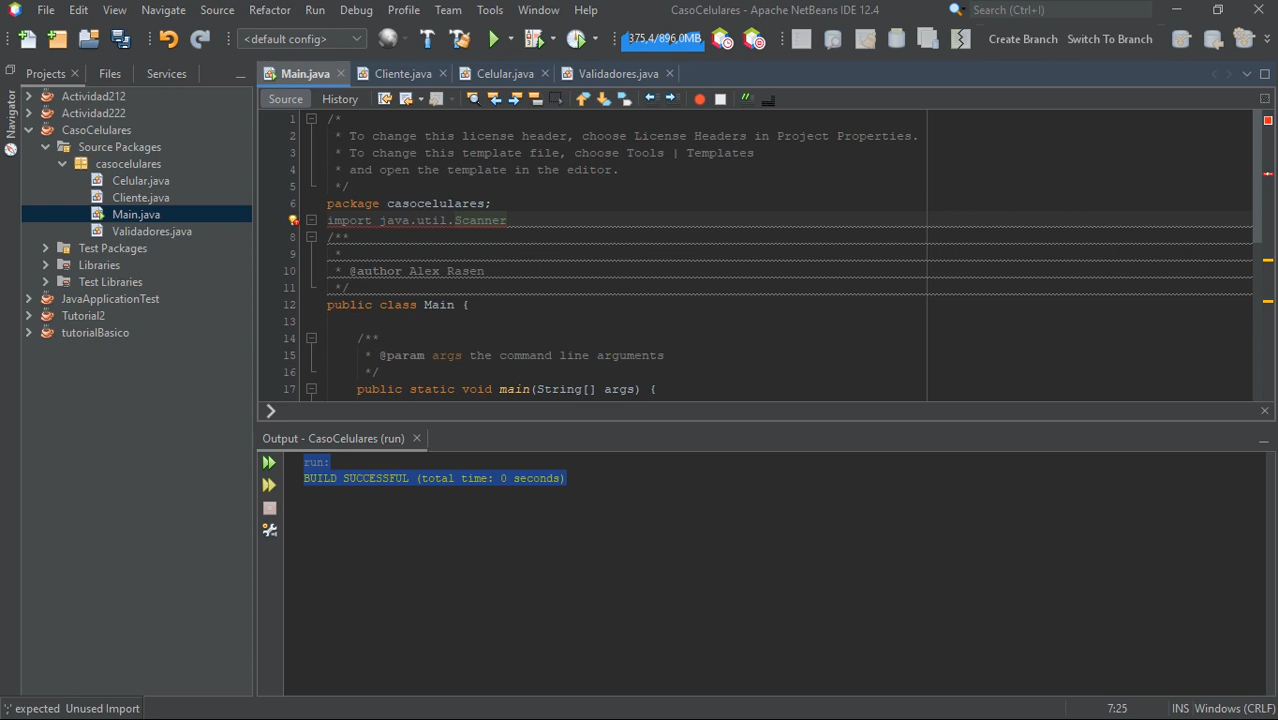 File Edit View Navigate Source Refactor Run Debug Profile Team Tools Window Help CasoCelulares - Apache NetBeans IDE 12.4 Search (Ctrl+I)
<default config> 375,4/896,0MB Create Branch Switch To Branch
Projects Files Services Main.java Cliente.java Celular.java Validadores.java
Navigator
Source History
Actividad212
Actividad222
CasoCelulares
Source Packages
casocelulares
Celular.java
Cliente.java
Main.java
Validadores.java
Test Packages
Libraries
Test Libraries
JavaApplicationTest
Tutorial2
tutorialBasico
1 /*
2 * To change this license header, choose License Headers in Project Properties.
3 * To change this template file, choose Tools | Templates
4 * and open the template in the editor.
5 */
6 package casocelulares;
import java.util.Scanner
8 /**
9 *
10 * @author Alex Rasen
11 */
12 public class Main {
13
14 /**
15 * @param args the command line arguments
16 */
17 public static void main(String[] args) {
Output - CasoCelulares (run)
run:
BUILD SUCCESSFUL (total time: 0 seconds)
';' expected Unused Import 7:25 INS Windows (CRLF)